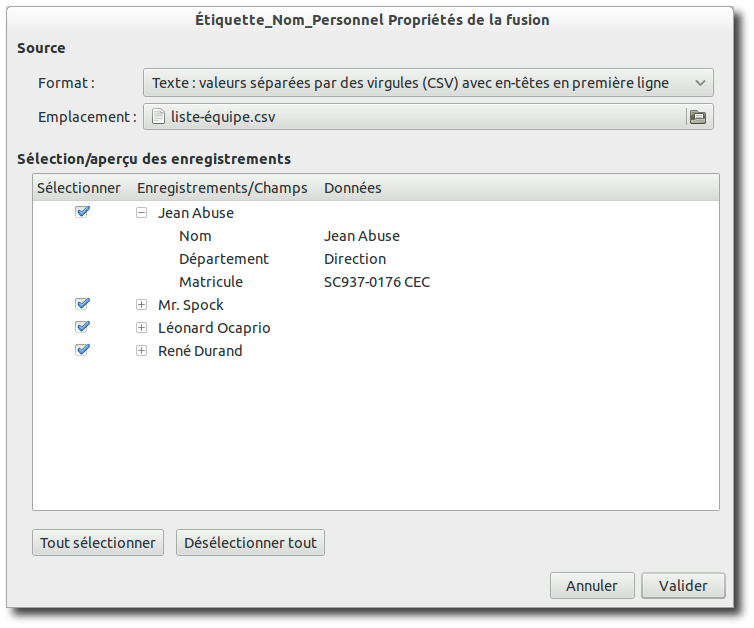 Étiquette_Nom_Personnel Propriétés de la fusion
Source
Format : Texte : valeurs séparées par des virgules (CSV) avec en-têtes en première ligne
Emplacement : liste-équipe.csv
Sélection/aperçu des enregistrements
Sélectionner Enregistrements/Champs Données
Jean Abuse
Nom Jean Abuse
Département Direction
Matricule SC937-0176 CEC
Mr. Spock
Léonard Ocaprio
René Durand
Tout sélectionner Désélectionner tout
Annuler Valider